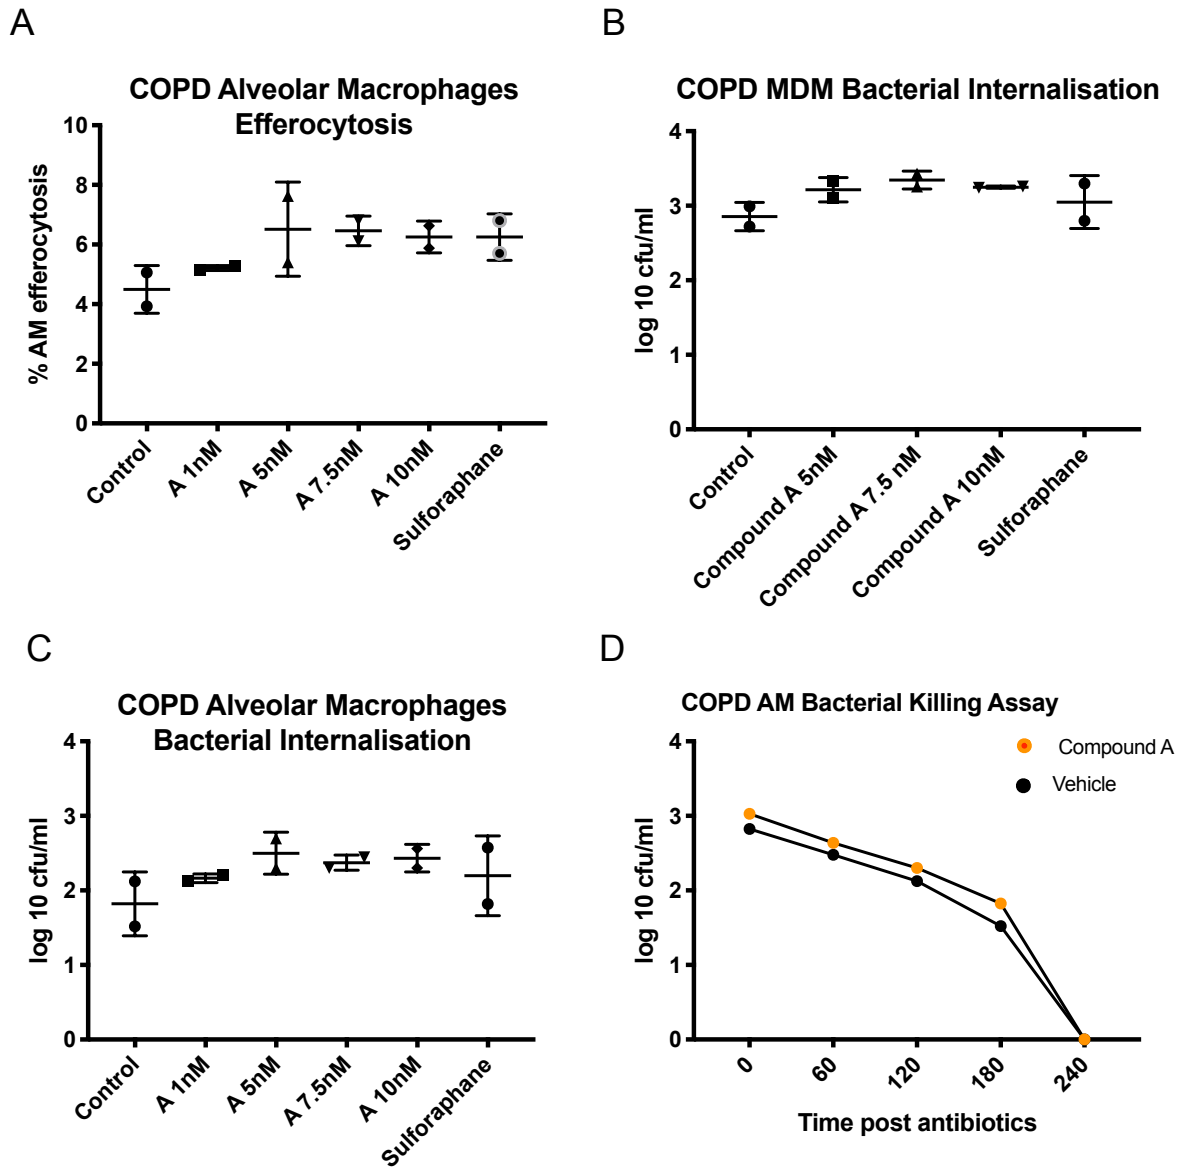 A
COPD Alveolar Macrophages
Efferocytosis
% AM efferocytosis
10
8
6
4
2
0
Control
A 1nM
A 5nM
A 7.5nM
A 10nM
Sulforaphane
B
COPD MDM Bacterial Internalisation
log 10 cfu/ml
4
3
2
1
0
Control
Compound A 5nM
Compound A 7.5 nM
Compound A 10nM
Sulforaphane
C
COPD Alveolar Macrophages
Bacterial Internalisation
log 10 cfu/ml
4
3
2
1
0
Control
A 1nM
A 5nM
A 7.5nM
A 10nM
Sulforaphane
D
COPD AM Bacterial Killing Assay
Compound A
Vehicle
log 10 cfu/ml
4
3
2
1
0
0
60
120
180
240
Time post antibiotics